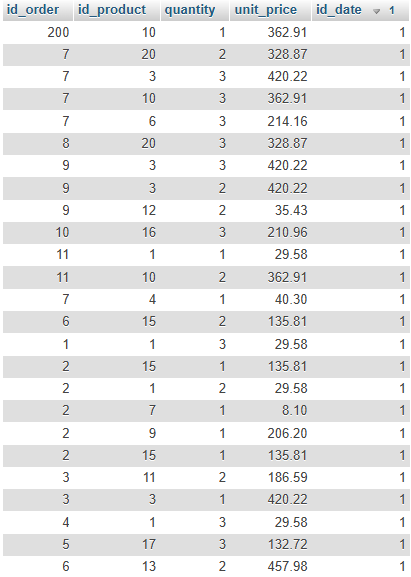 id_order id_product quantity unit_price id_date 1
200 10 1 362.91 1
7 20 2 328.87 1
7 3 3 420.22 1
7 10 3 362.91 1
7 6 3 214.16 1
8 20 3 328.87 1
9 3 3 420.22 1
9 3 2 420.22 1
9 12 2 35.43 1
10 16 3 210.96 1
11 1 1 29.58 1
11 10 2 362.91 1
7 4 1 40.30 1
6 15 2 135.81 1
1 1 3 29.58 1
2 15 1 135.81 1
2 1 2 29.58 1
2 7 1 8.10 1
2 9 1 206.20 1
2 15 1 135.81 1
3 11 2 186.59 1
3 3 1 420.22 1
4 1 3 29.58 1
5 17 3 132.72 1
6 13 2 457.98 1